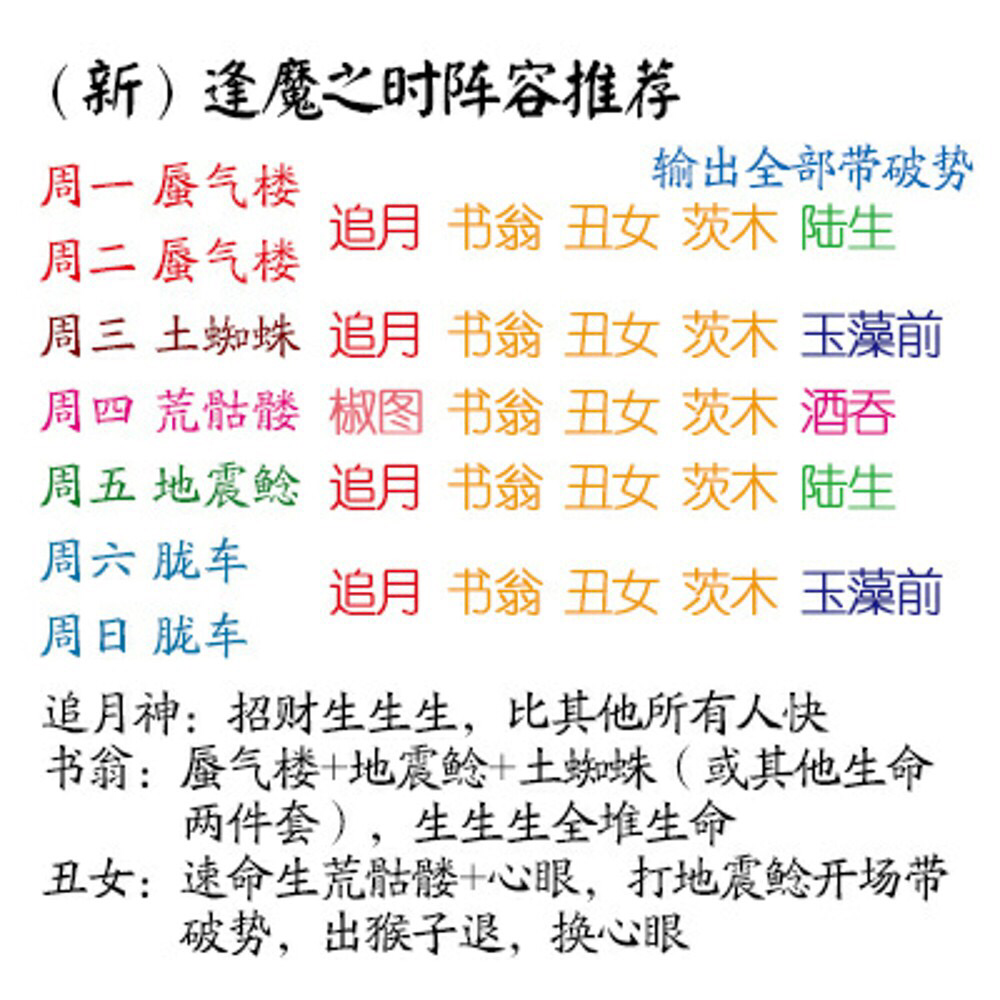 （新）逢魔之时阵容推荐
输出全部带破势
周一 蜃气楼
周二 蜃气楼
追月 书翁 丑女 茨木 陆生
周三 土蜘蛛 追月 书翁 丑女 茨木 玉藻前
周四 荒骷髅 椒图 书翁 丑女 茨木 酒吞
周五 地震鲶 追月 书翁 丑女 茨木 陆生
周六 胧车
周日 胧车
追月 书翁 丑女 茨木 玉藻前
追月神：招财生生生，比其他所有人快
书翁：蜃气楼+地震鲶+土蜘蛛（或其他生命
两件套），生生生全堆生命
丑女：速命生荒骷髅+心眼，打地震鲶开场带
破势，出猴子退，换心眼